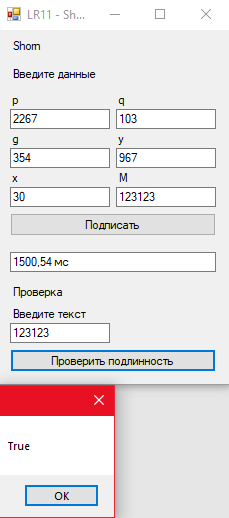 LR11 - Sh...
Shorn
Введите данные
p q
2267 103
g y
354 967
x M
30 123123
Подписать
1500,54 мс
Проверка
Введите текст
123123
Проверить подлинность
True
OK